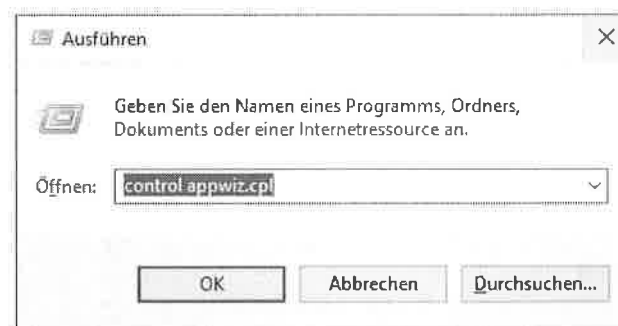 Ausführen
Geben Sie den Namen eines Programms, Ordners,
Dokuments oder einer Internetressource an.
Öffnen: control appwiz.cpl
OK Abbrechen Durchsuchen...